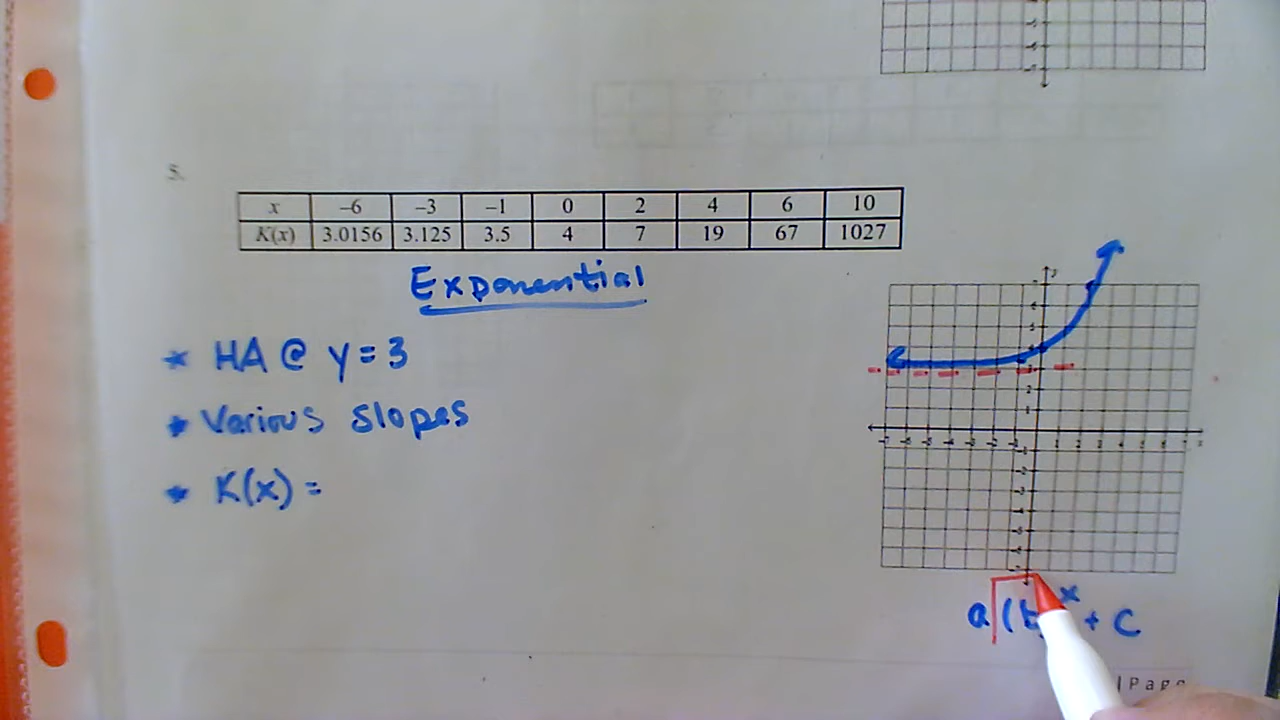 5.
x –6 –3 –1 0 2 4 6 10
K(x) 3.0156 3.125 3.5 4 7 19 67 1027
Exponential
* HA @ y = 3
* Various slopes
* K(x) =
a(b)^x + c
| Page